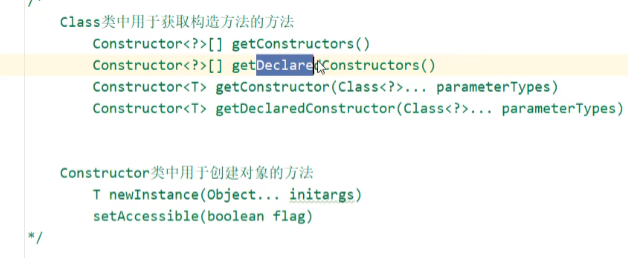 /*
Class类中用于获取构造方法的方法
Constructor<?>[] getConstructors()
Constructor<?>[] getDeclaredConstructors()
Constructor<T> getConstructor(Class<?>... parameterTypes)
Constructor<T> getDeclaredConstructor(Class<?>... parameterTypes)
Constructor类中用于创建对象的方法
T newInstance(Object... initargs)
setAccessible(boolean flag)
*/